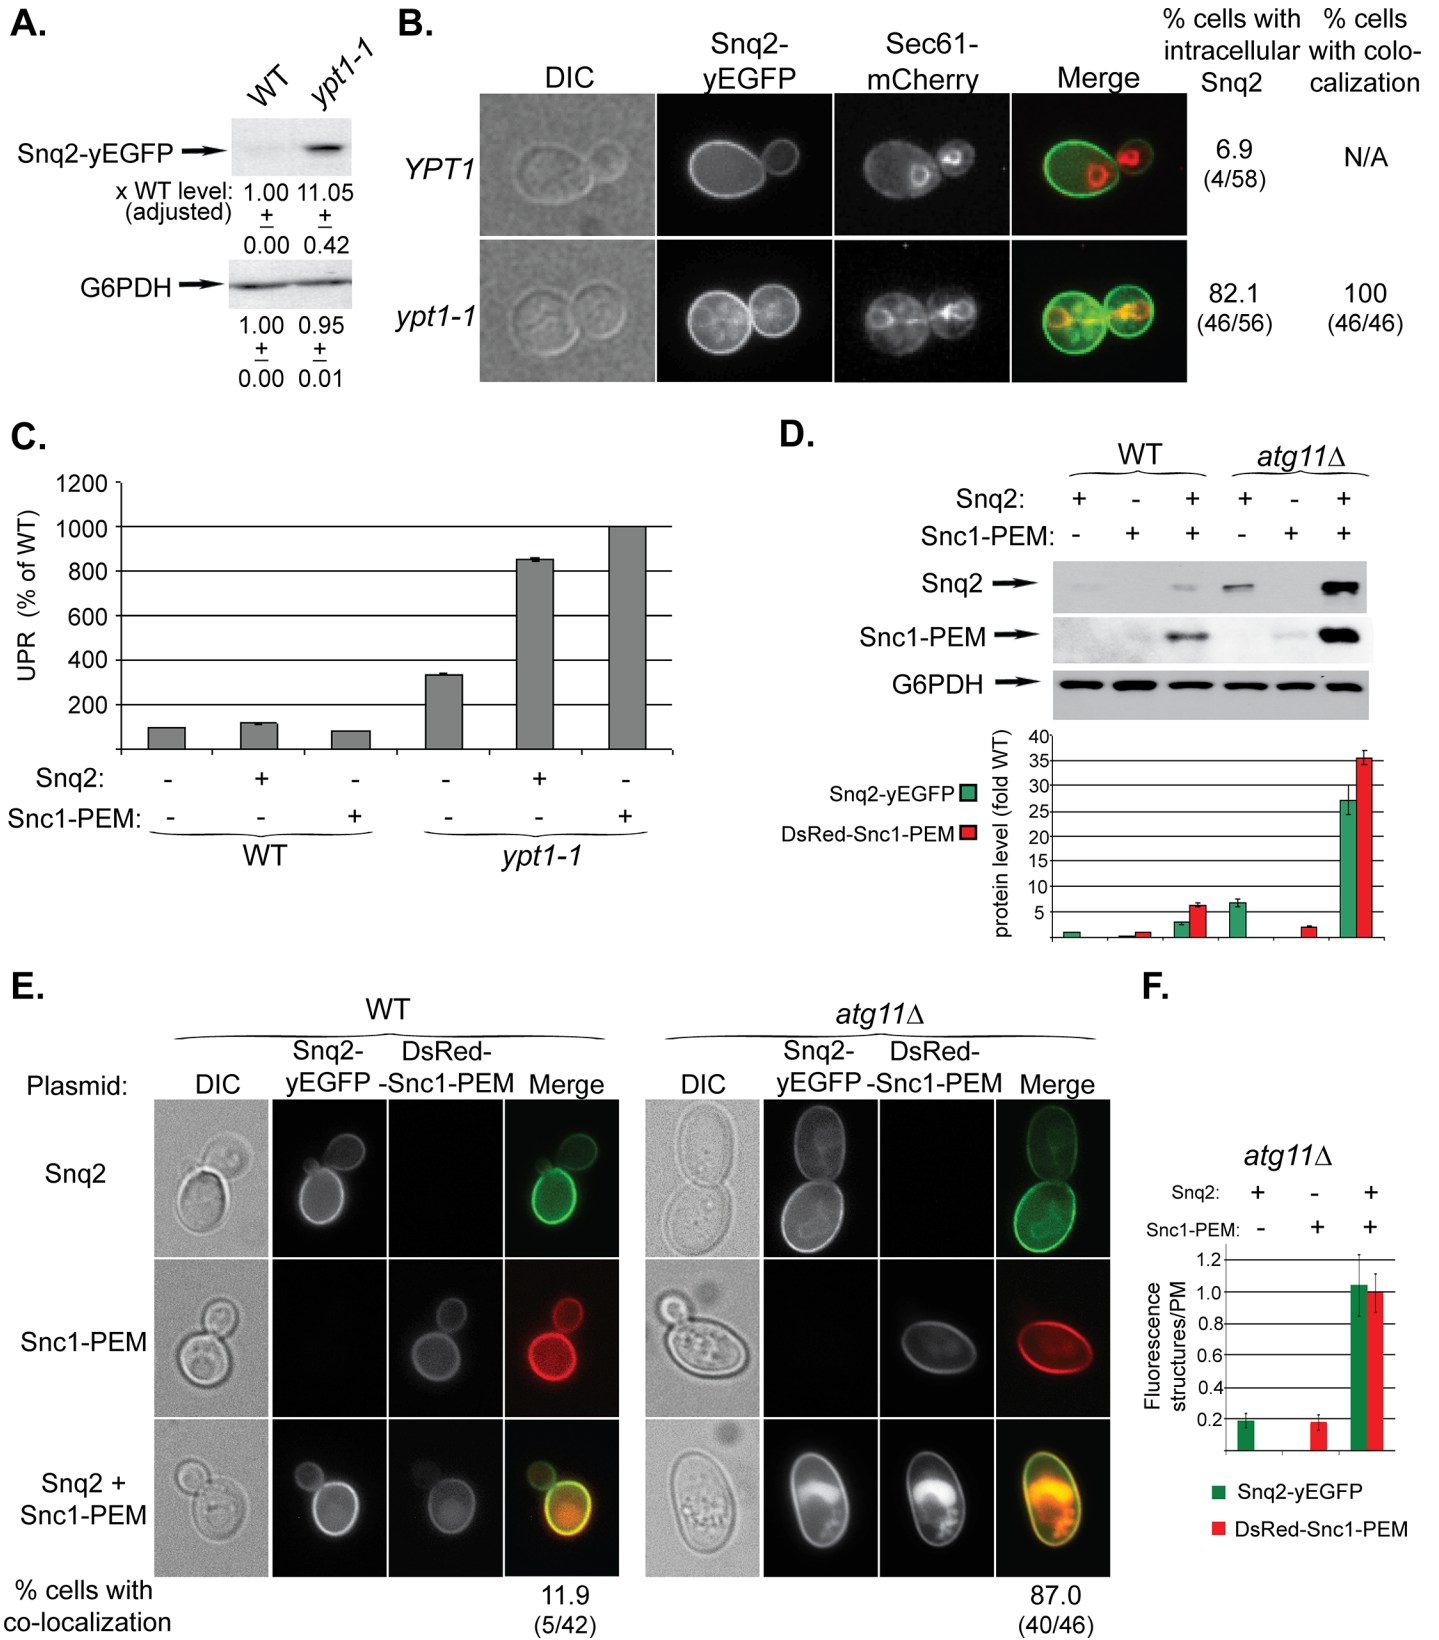 A.
WT
ypt1-1
Snq2-yEGFP
x WT level: 1.00 11.05
(adjusted) ± ±
0.00 0.42
G6PDH
1.00 0.95
± ±
0.00 0.01
B.
DIC
Snq2-
yEGFP
Sec61-
mCherry
Merge
% cells with
intracellular
Snq2
% cells
with colo-
calization
YPT1
6.9
(4/58)
N/A
ypt1-1
82.1
(46/56)
100
(46/46)
C.
UPR (% of WT)
1200
1000
800
600
400
200
Snq2: - + - - + -
Snc1-PEM: - - + - - +
WT
ypt1-1
D.
WT
atg11Δ
Snq2: + - + + - +
Snc1-PEM: - + + - + +
Snq2
Snc1-PEM
G6PDH
protein level (fold WT)
40
35
30
25
20
15
10
5
Snq2-yEGFP
DsRed-Snc1-PEM
E.
WT
atg11Δ
Plasmid:
DIC
Snq2-
yEGFP
DsRed-
-Snc1-PEM
Merge
DIC
Snq2-
yEGFP
DsRed-
-Snc1-PEM
Merge
Snq2
Snc1-PEM
Snq2 +
Snc1-PEM
% cells with
co-localization
11.9
(5/42)
87.0
(40/46)
F.
atg11Δ
Snq2: + - +
Snc1-PEM: - + +
Fluorescence
structures/PM
1.2
1.0
0.8
0.6
0.4
0.2
Snq2-yEGFP
DsRed-Snc1-PEM